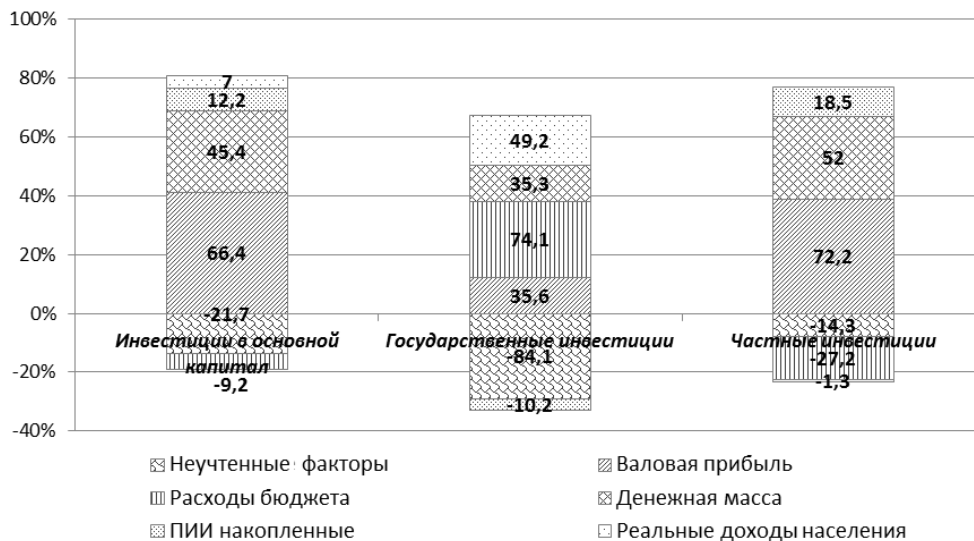 100%
80%
60%
40%
20%
0%
-20%
-40%
7
12,2
45,4
66,4
-21,7
-9,2
Инвестиции в основной
капитал
49,2
35,3
74,1
35,6
-84,1
-10,2
Государственные инвестиции
18,5
52
72,2
-14,3
-27,2
-1,3
Частные инвестиции
Неучтенные факторы
Валовая прибыль
Расходы бюджета
Денежная масса
ПИИ накопленные
Реальные доходы населения